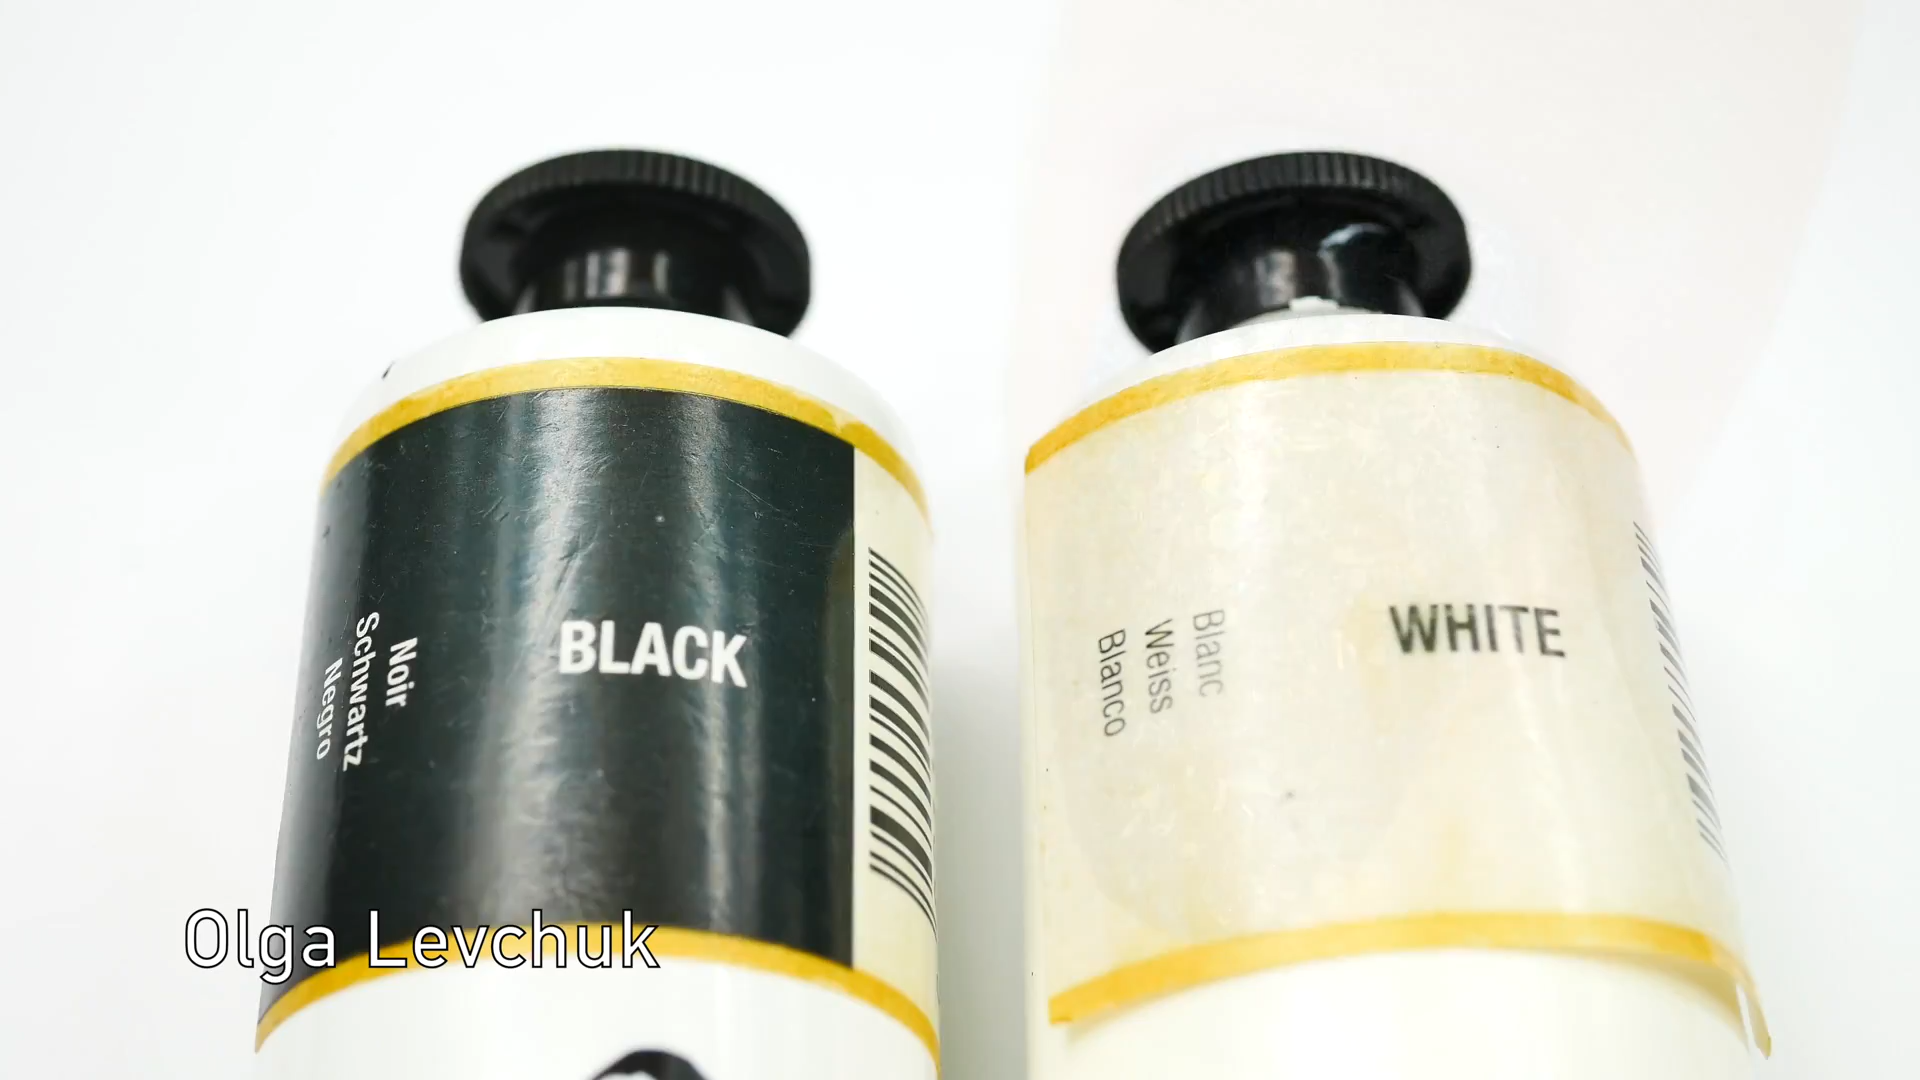 BLACK
Noir
Schwartz
Negro
WHITE
Blanc
Weiss
Blanco
Olga Levchuk